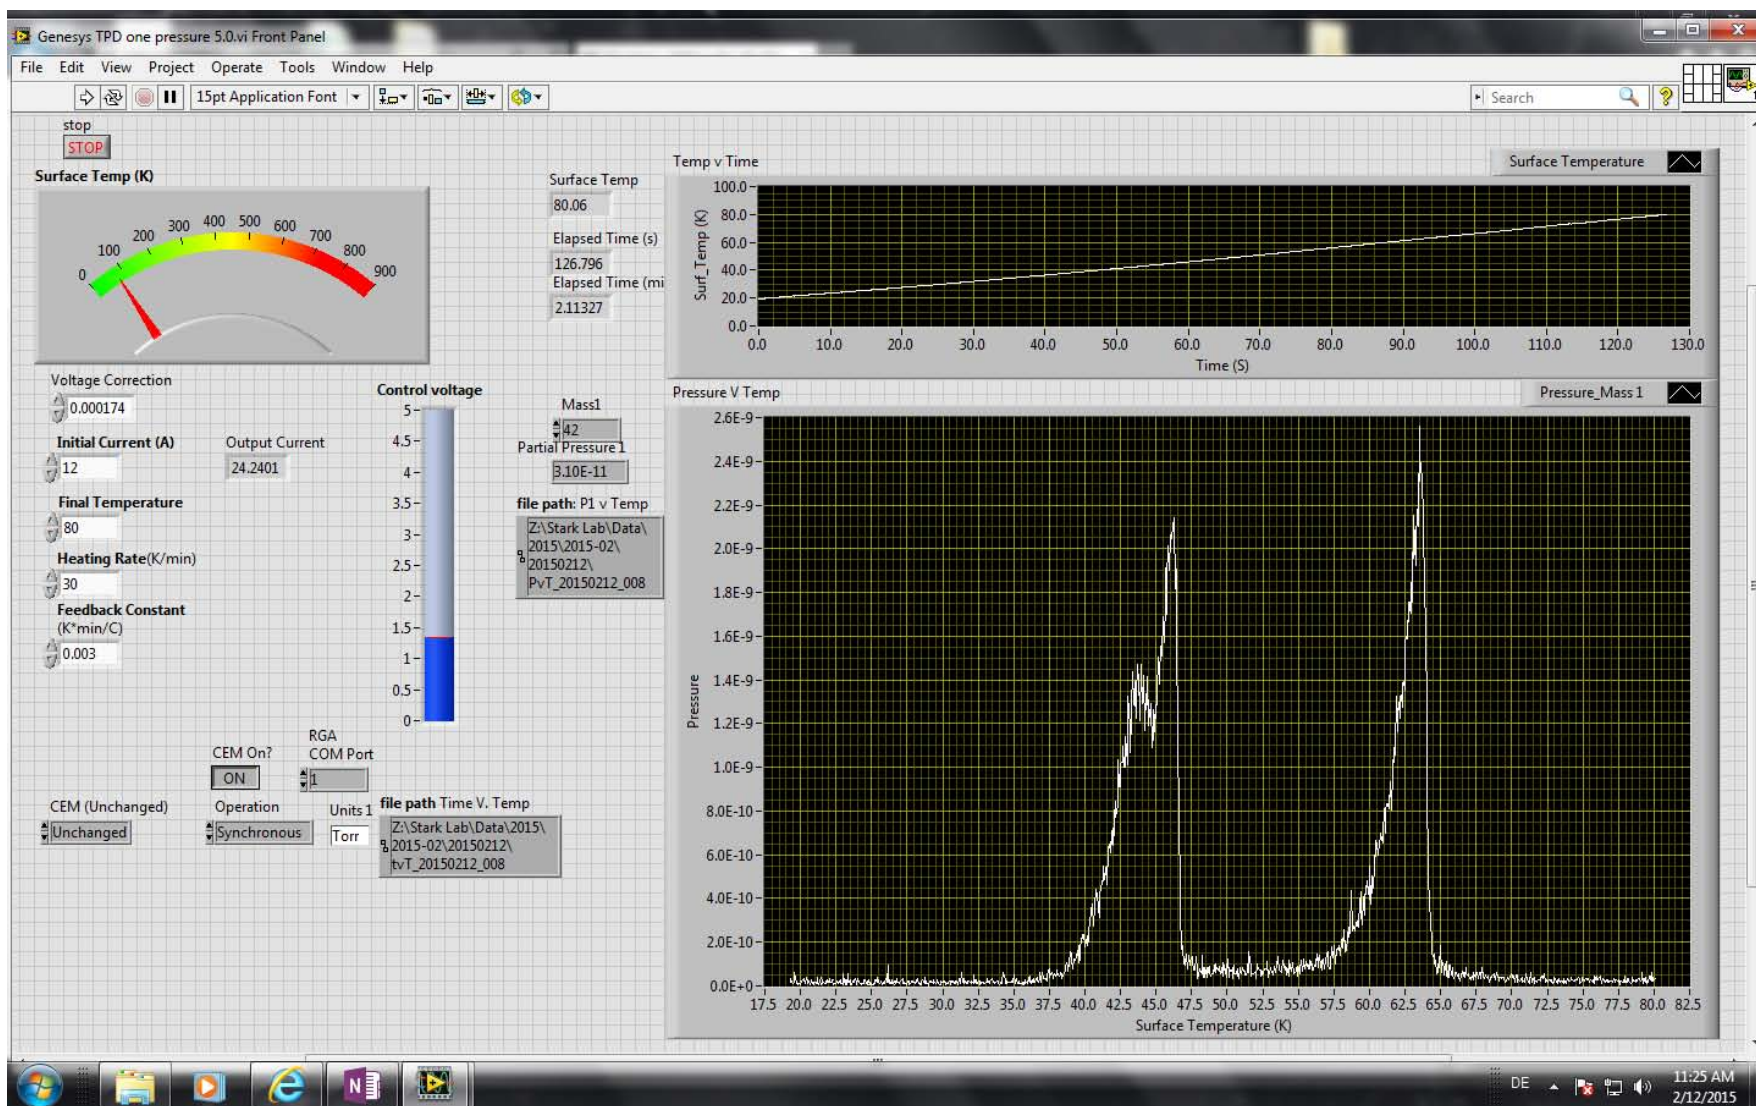 Genesys TPD one pressure 5.0.vi Front Panel
File Edit View Project Operate Tools Window Help
15pt Application Font
Search
stop
STOP
Surface Temp (K)
0 100 200 300 400 500 600 700 800 900
Surface Temp
80.06
Elapsed Time (s)
126.796
Elapsed Time (mi
2.11327
Temp v Time
Surface Temperature
100.0
80.0
60.0
40.0
20.0
0.0
Surf_Temp (K)
0.0 10.0 20.0 30.0 40.0 50.0 60.0 70.0 80.0 90.0 100.0 110.0 120.0 130.0
Time (S)
Voltage Correction
0.000174
Initial Current (A)
12
Output Current
24.2401
Final Temperature
80
Heating Rate(K/min)
30
Feedback Constant
(K*min/C)
0.003
Control voltage
5
4.5
4
3.5
3
2.5
2
1.5
1
0.5
0
Mass1
42
Partial Pressure 1
3.10E-11
file path: P1 v Temp
Z:\Stark Lab\Data\
2015\2015-02\
20150212\
PvT_20150212_008
CEM On?
ON
RGA
COM Port
1
CEM (Unchanged)
Unchanged
Operation
Synchronous
Units 1
Torr
file path Time V. Temp
Z:\Stark Lab\Data\2015\
2015-02\20150212\
tvT_20150212_008
Pressure V Temp
Pressure_Mass 1
2.6E-9
2.4E-9
2.2E-9
2.0E-9
1.8E-9
1.6E-9
1.4E-9
1.2E-9
1.0E-9
8.0E-10
6.0E-10
4.0E-10
2.0E-10
0.0E+0
Pressure
17.5 20.0 22.5 25.0 27.5 30.0 32.5 35.0 37.5 40.0 42.5 45.0 47.5 50.0 52.5 55.0 57.5 60.0 62.5 65.0 67.5 70.0 72.5 75.0 77.5 80.0 82.5
Surface Temperature (K)
DE
11:25 AM
2/12/2015